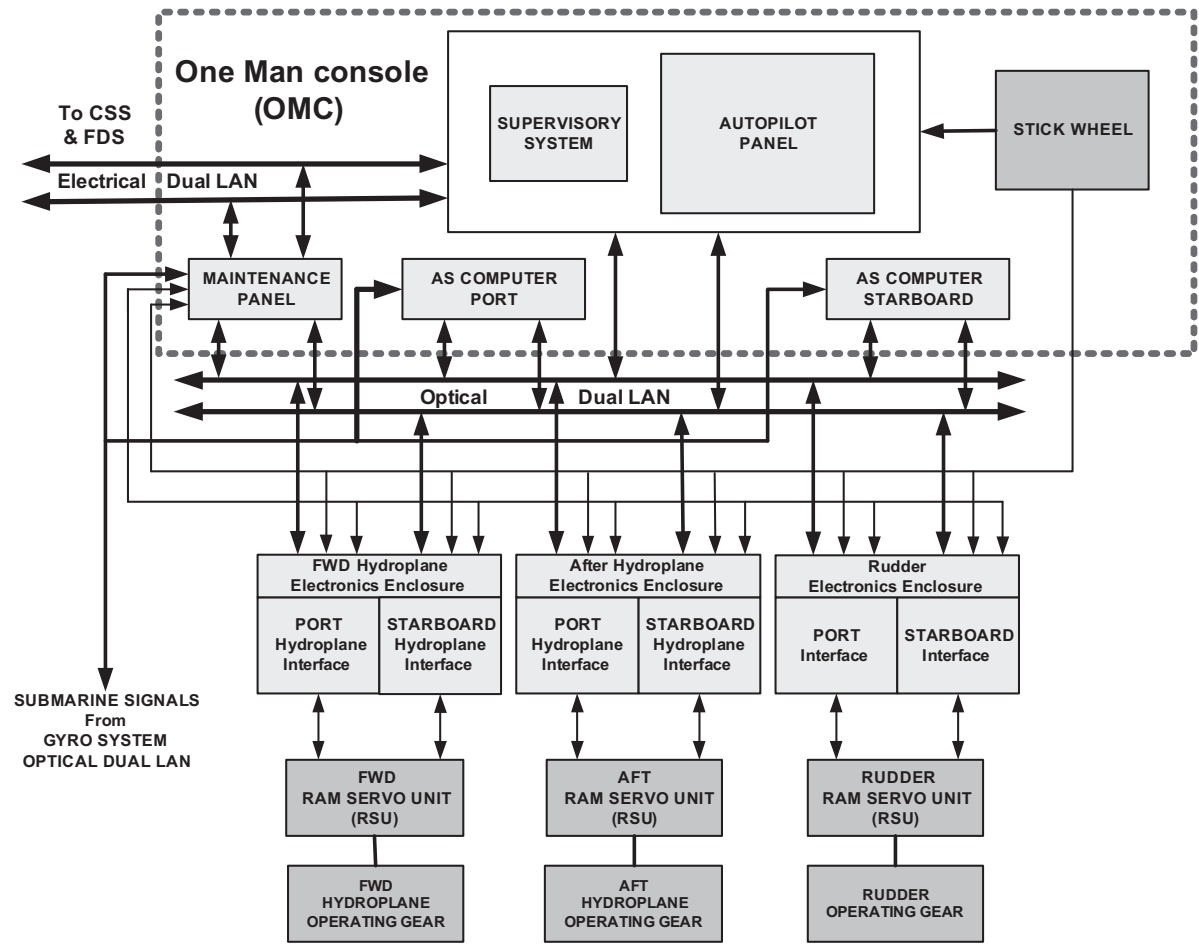 One Man console
(OMC)
To CSS
& FDS
SUPERVISORY
SYSTEM
AUTOPILOT
PANEL
STICK WHEEL
Electrical Dual LAN
MAINTENANCE
PANEL
AS COMPUTER
PORT
AS COMPUTER
STARBOARD
Optical Dual LAN
FWD Hydroplane
Electronics Enclosure
PORT
Hydroplane
Interface
STARBOARD
Hydroplane
Interface
After Hydroplane
Electronics Enclosure
PORT
Hydroplane
Interface
STARBOARD
Hydroplane
Interface
Rudder
Electronics Enclosure
PORT
Interface
STARBOARD
Interface
SUBMARINE SIGNALS
From
GYRO SYSTEM
OPTICAL DUAL LAN
FWD
RAM SERVO UNIT
(RSU)
AFT
RAM SERVO UNIT
(RSU)
RUDDER
RAM SERVO UNIT
(RSU)
FWD
HYDROPLANE
OPERATING GEAR
AFT
HYDROPLANE
OPERATING GEAR
RUDDER
OPERATING GEAR